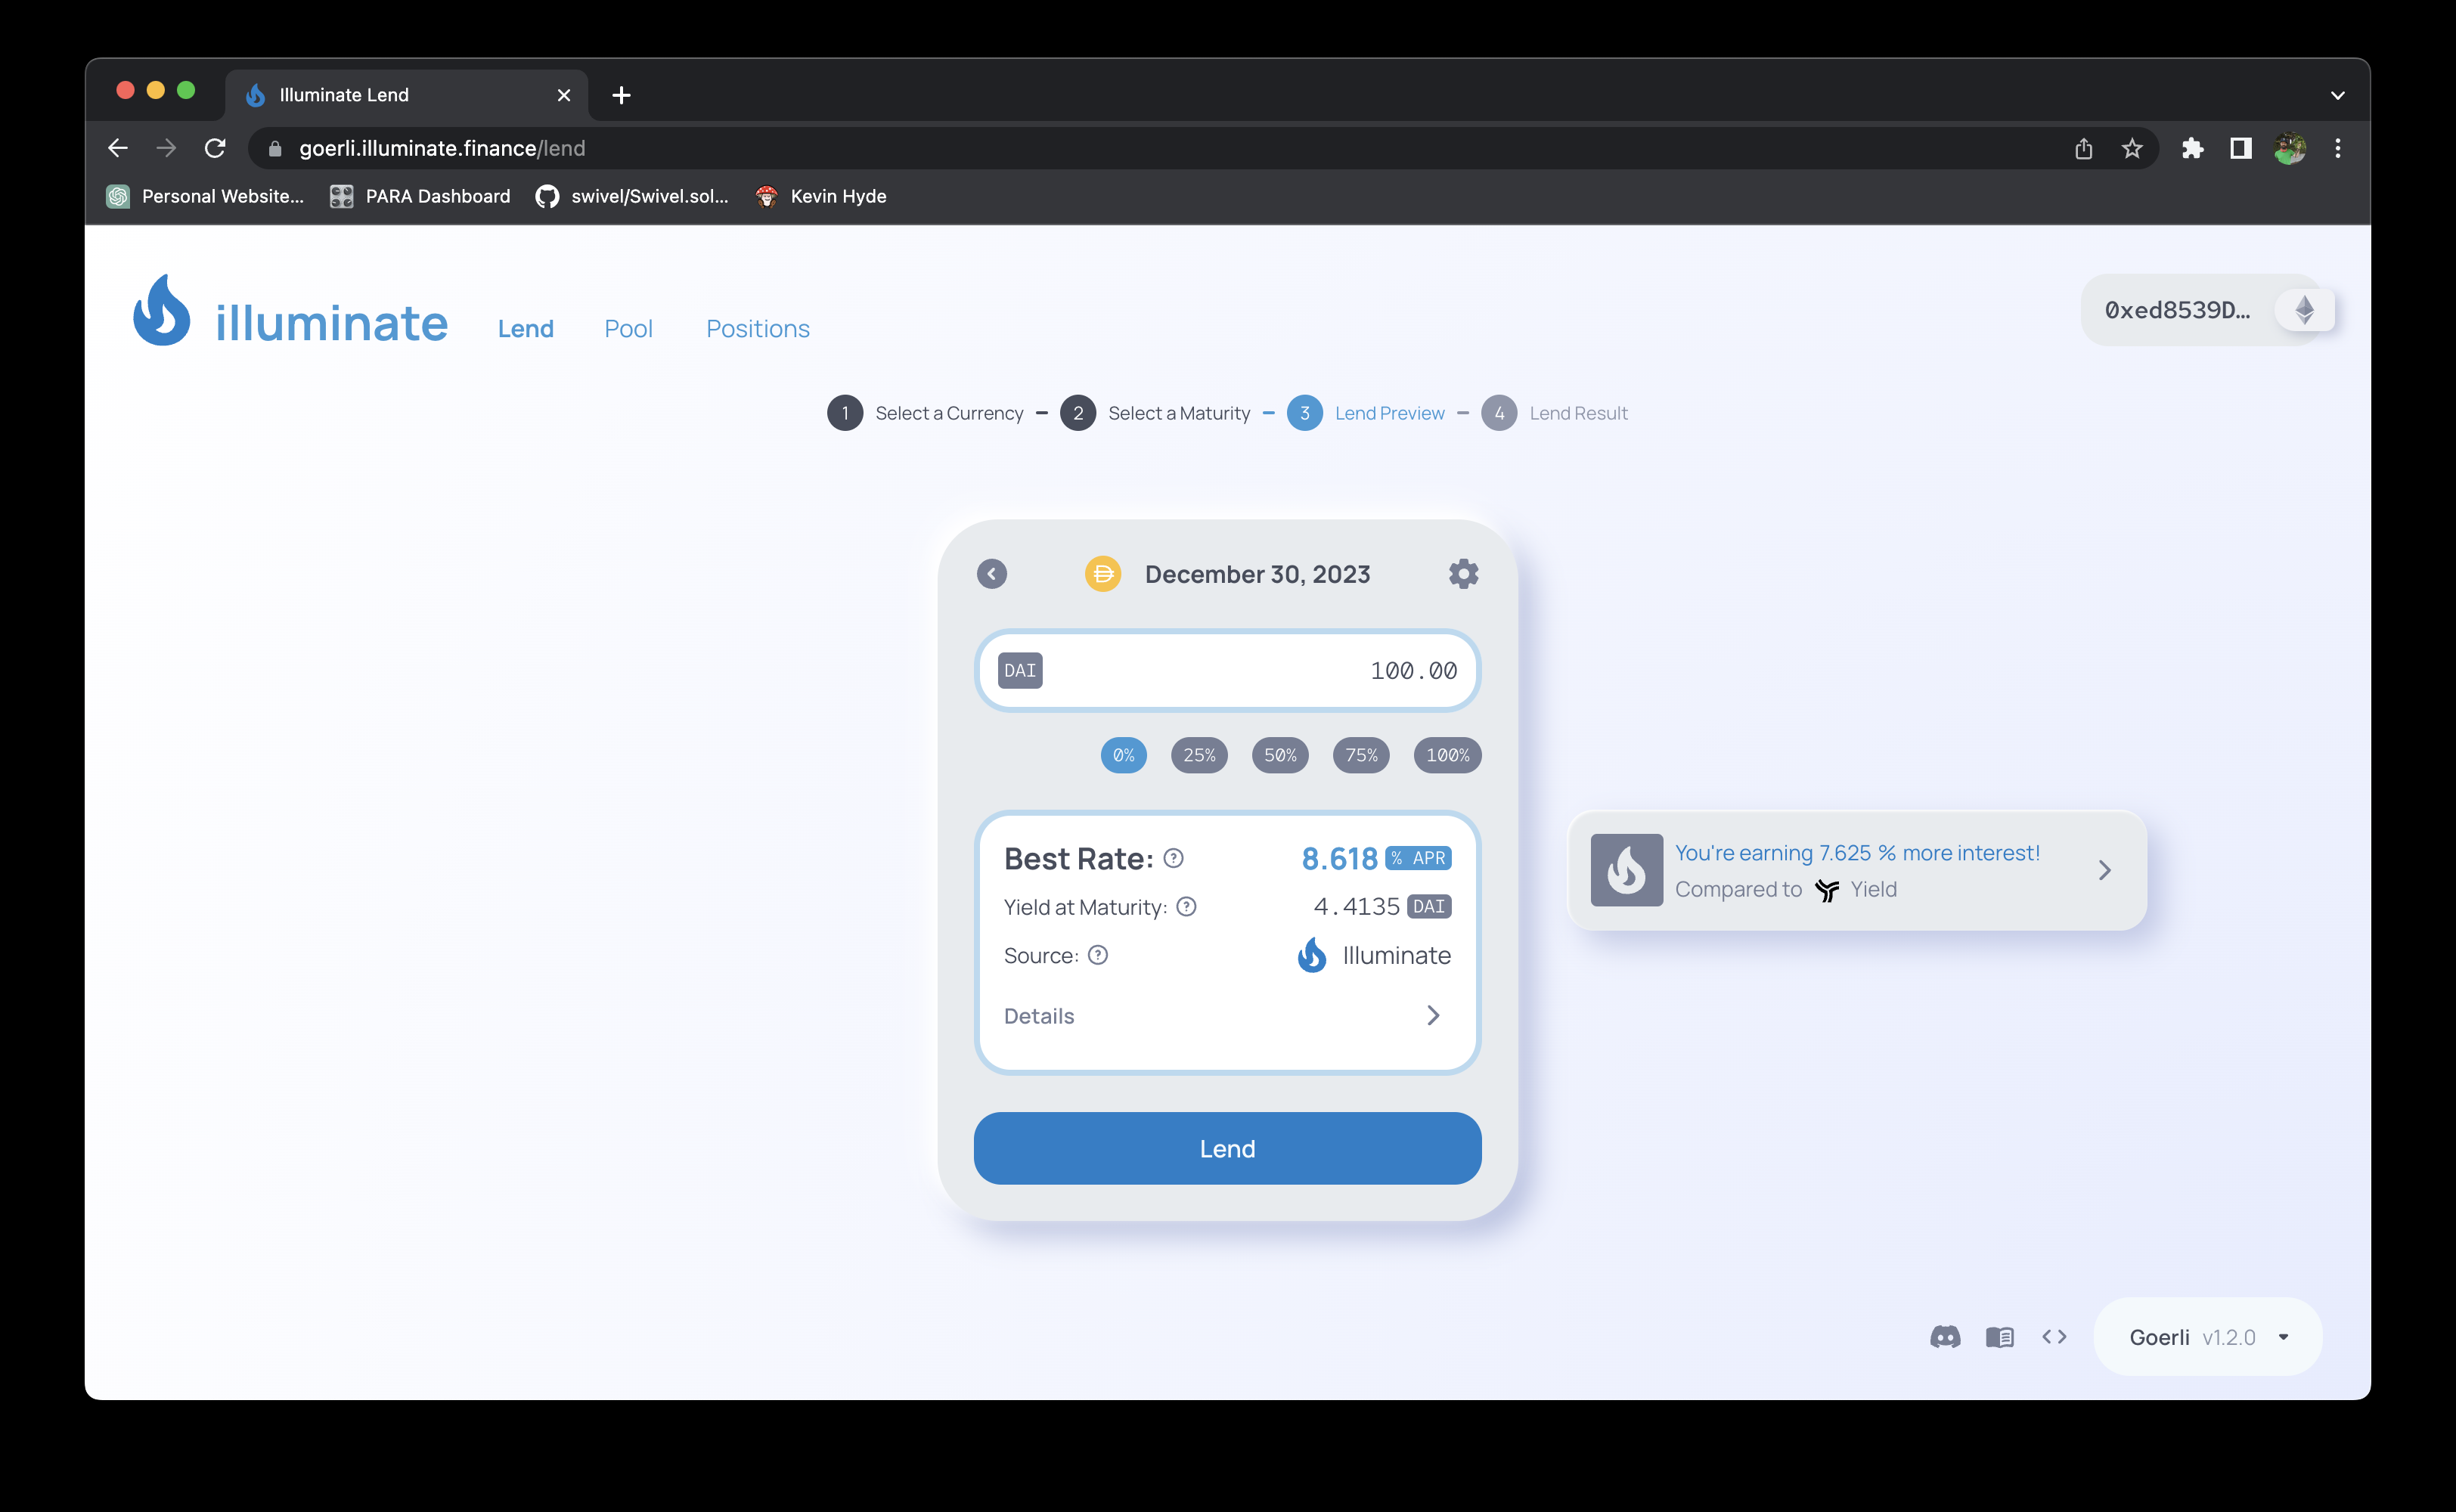 Illuminate Lend
goerli.illuminate.finance/lend
Personal Website... PARA Dashboard swivel/Swivel.sol... Kevin Hyde
illuminate Lend Pool Positions 0xed8539D...
1 Select a Currency 2 Select a Maturity 3 Lend Preview 4 Lend Result
December 30, 2023
DAI 100.00
0% 25% 50% 75% 100%
Best Rate: ? 8.618 % APR
Yield at Maturity: ? 4.4135 DAI
Source: ? Illuminate
Details
Lend
You're earning 7.625 % more interest!
Compared to Yield
Goerli v1.2.0